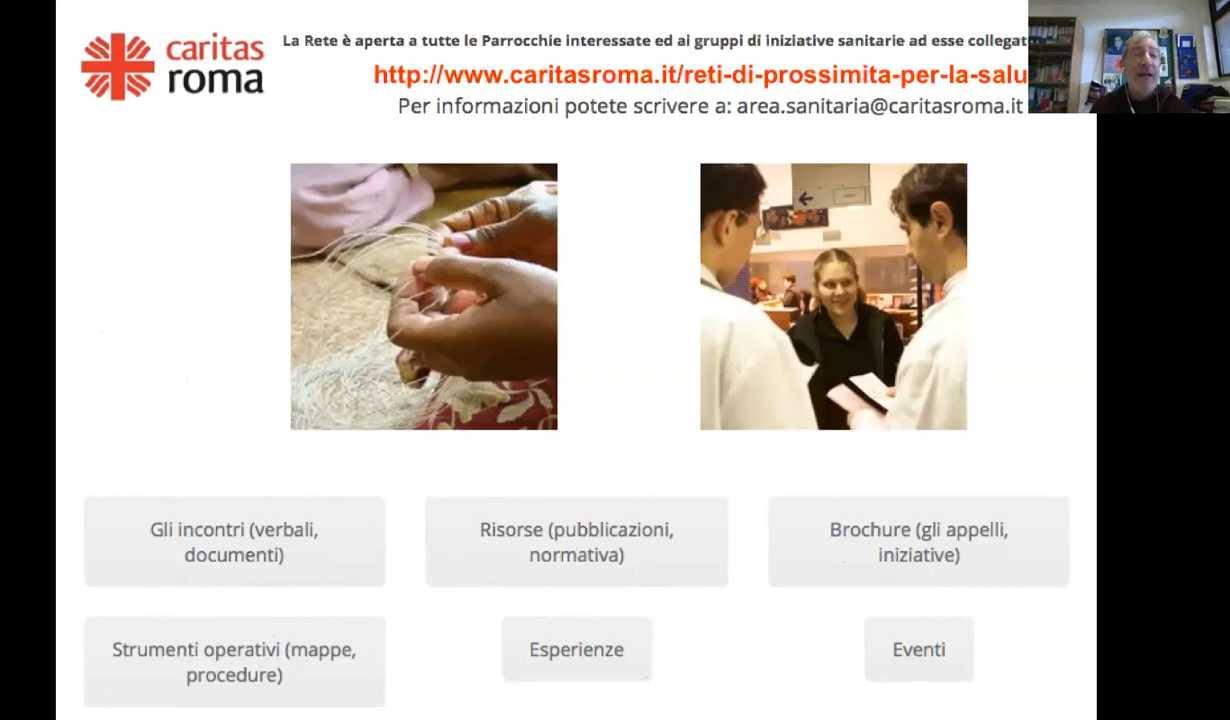 caritas
roma
La Rete è aperta a tutte le Parrocchie interessate ed ai gruppi di iniziative sanitarie ad esse collegat
http://www.caritasroma.it/reti-di-prossimita-per-la-salu
Per informazioni potete scrivere a: area.sanitaria@caritasroma.it
Gli incontri (verbali,
documenti)
Risorse (pubblicazioni,
normativa)
Brochure (gli appelli,
iniziative)
Strumenti operativi (mappe,
procedure)
Esperienze
Eventi